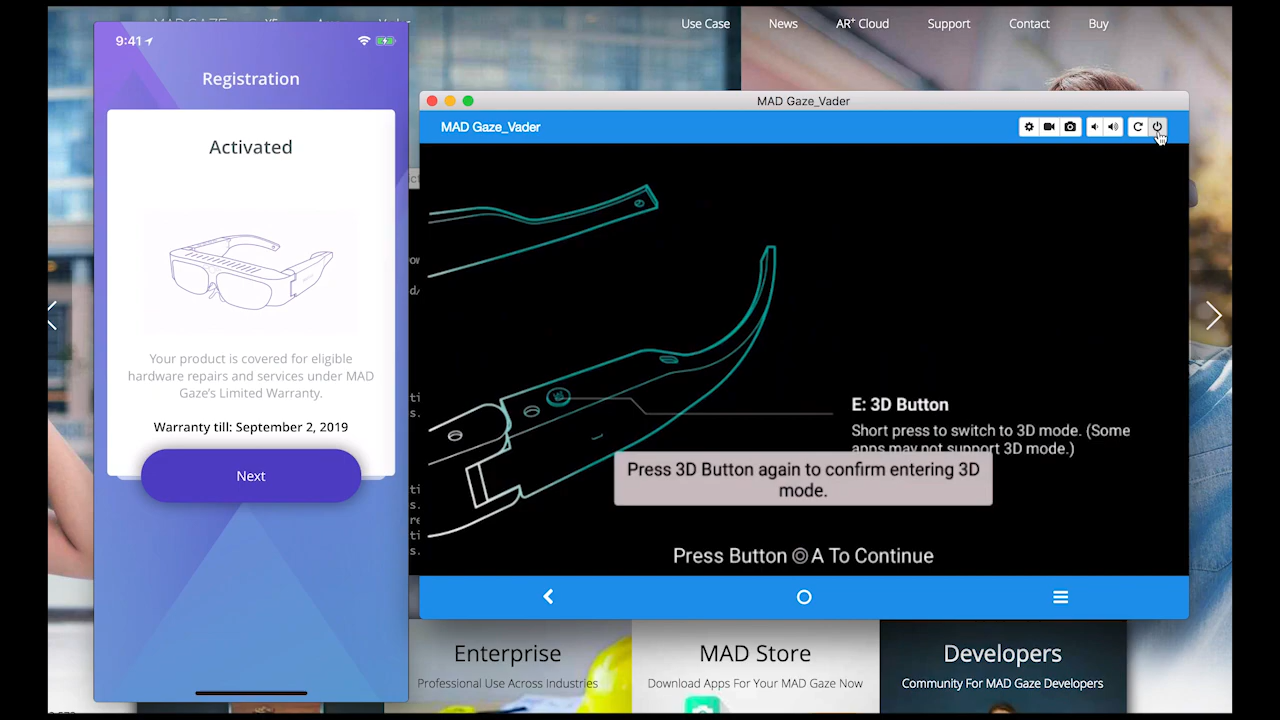 MAD GAZE
Use Case
News
AR+ Cloud
Support
Contact
Buy
9:41
Registration
Activated
Your product is covered for eligible
hardware repairs and services under MAD
Gaze's Limited Warranty.
Warranty till: September 2, 2019
Next
MAD Gaze_Vader
MAD Gaze_Vader
E: 3D Button
Short press to switch to 3D mode. (Some
apps may not support 3D mode.)
Press 3D Button again to confirm entering 3D
mode.
Press Button A To Continue
Enterprise
Professional Use Across Industries
MAD Store
Download Apps For Your MAD Gaze Now
Developers
Community For MAD Gaze Developers